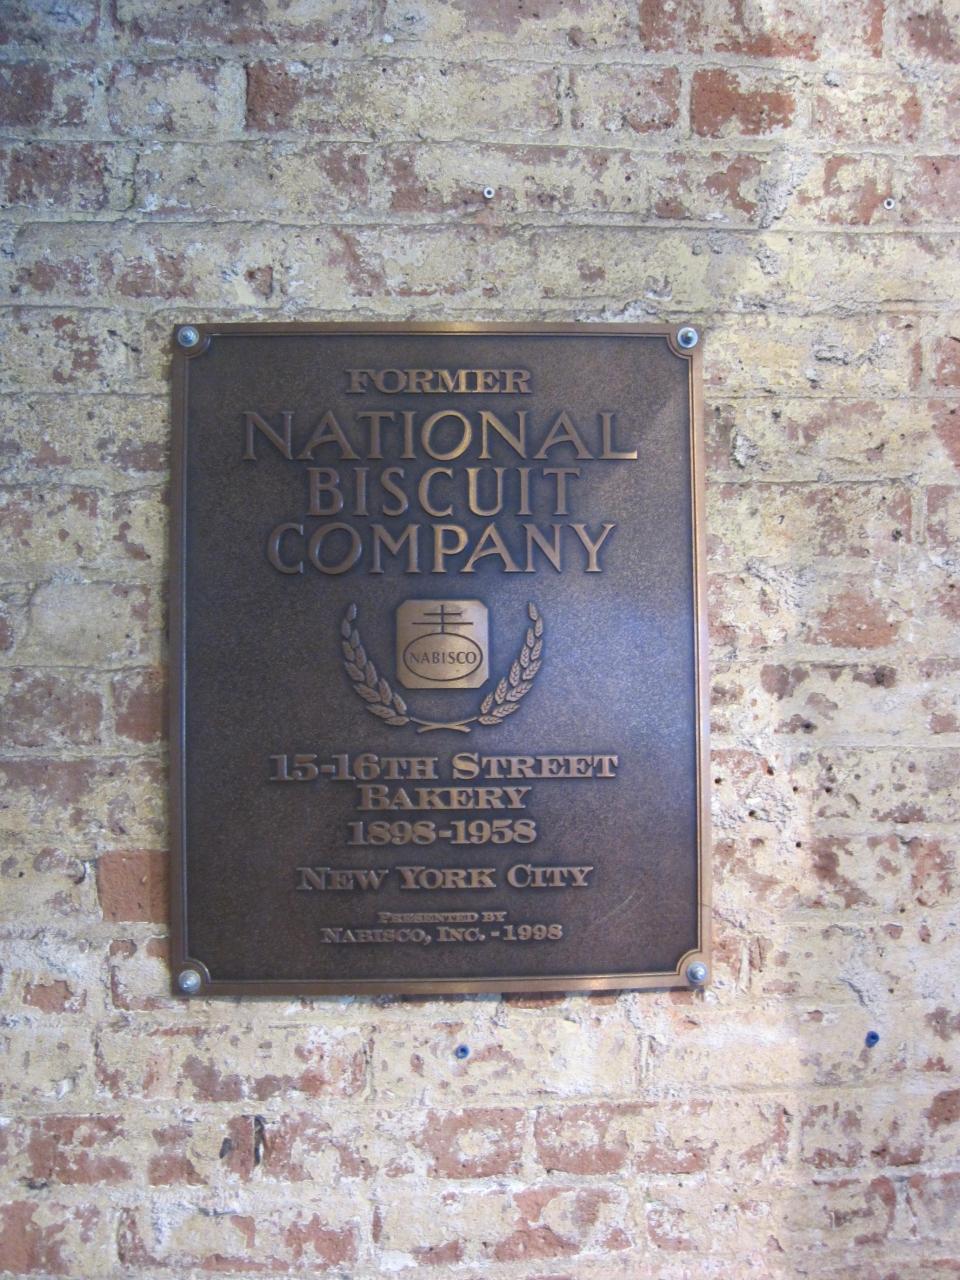 FORMER
NATIONAL
BISCUIT
COMPANY
NABISCO
15-16TH STREET
BAKERY
1898-1958
NEW YORK CITY
PRESENTED BY
NABISCO, INC. - 1998